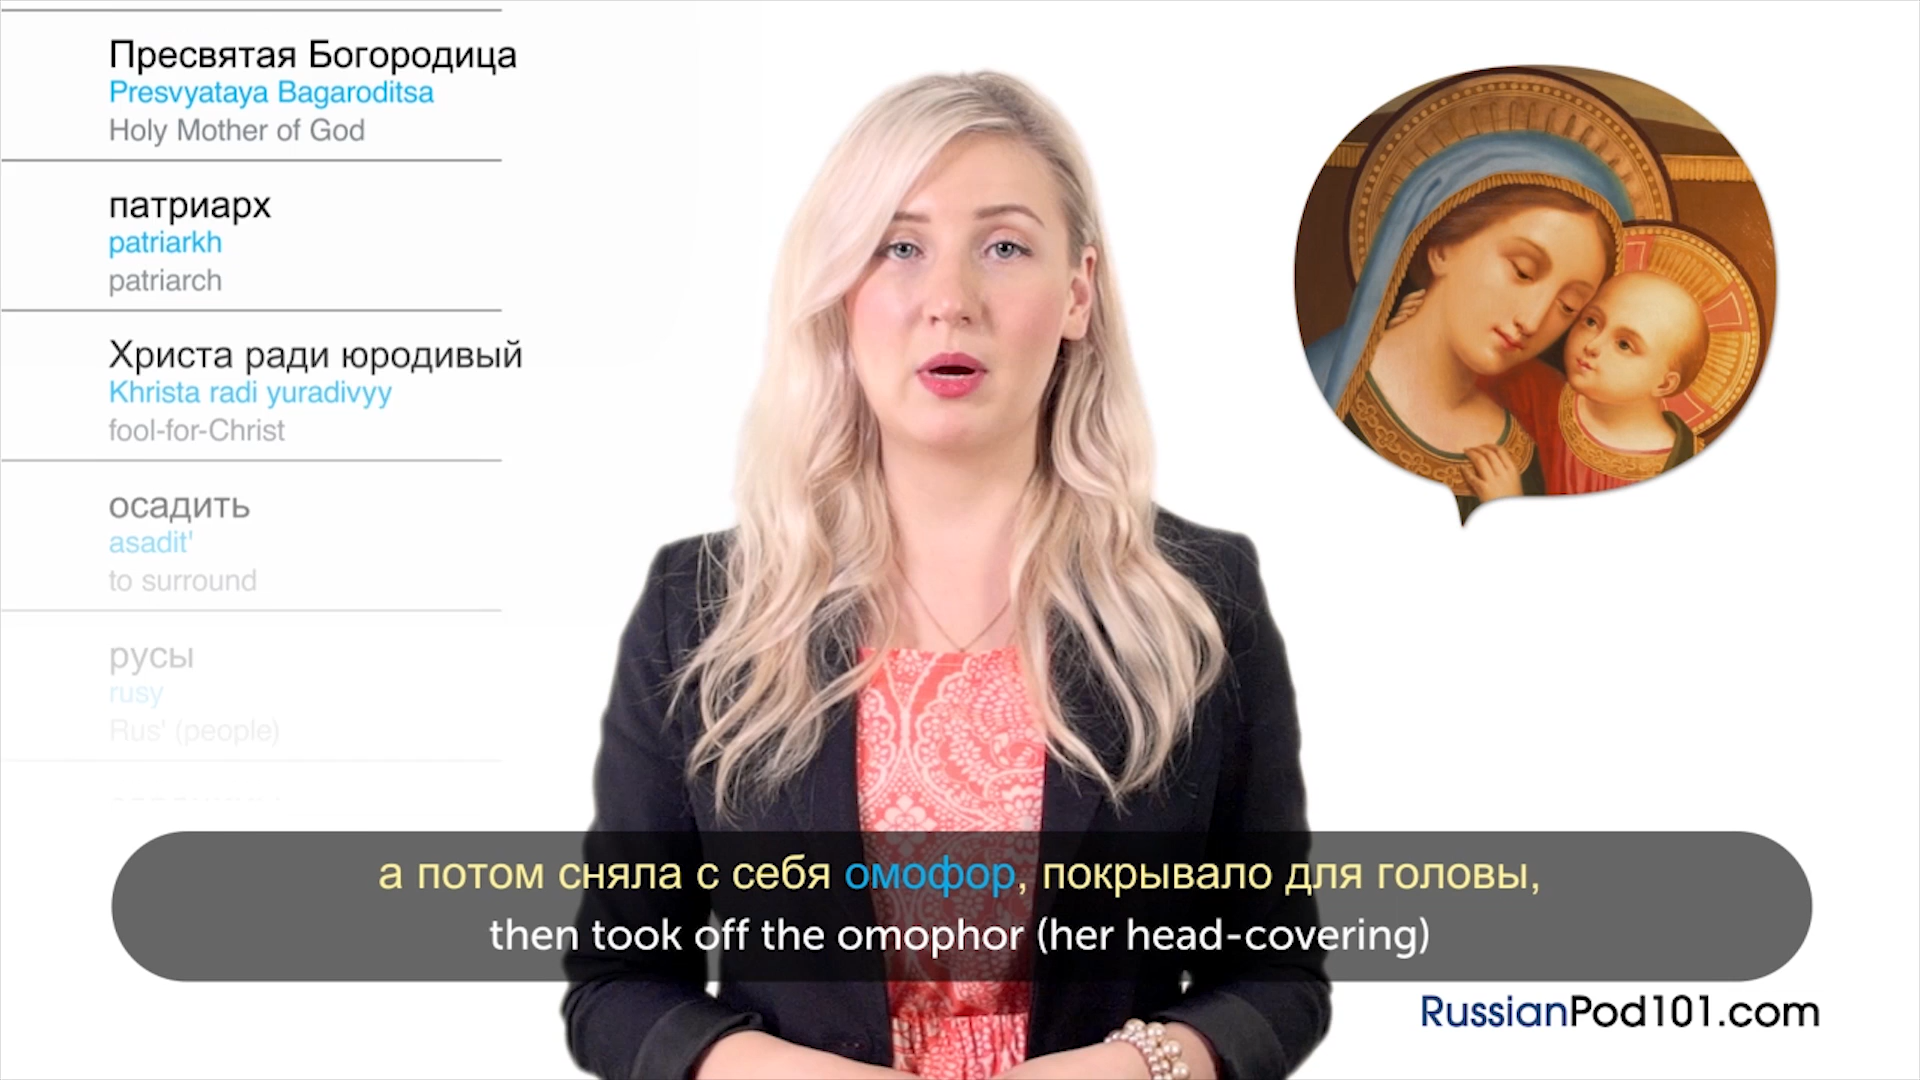 Пресвятая Богородица
Presvyataya Bagaroditsa
Holy Mother of God
патриарх
patriarkh
patriarch
Христа ради юродивый
Khrista radi yuradivyy
fool-for-Christ
осадить
asadit'
to surround
русы
rusy
Rus' (people)
а потом сняла с себя омофор, покрывало для головы,
then took off the omophor (her head-covering)
RussianPod101.com